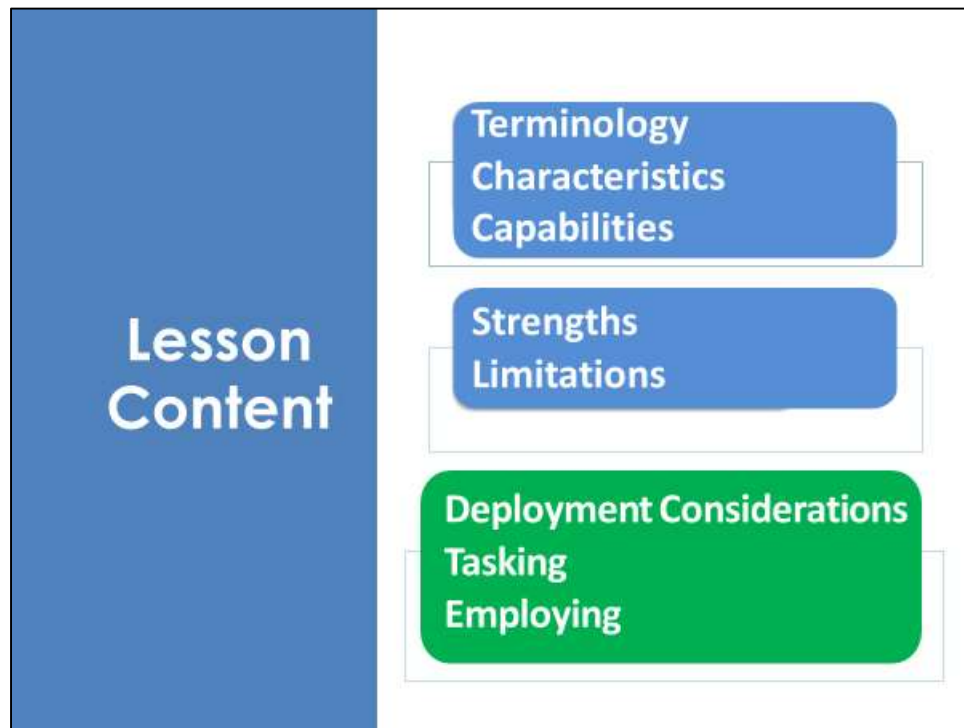 Lesson
Content
Terminology
Characteristics
Capabilities
Strengths
Limitations
Deployment Considerations
Tasking
Employing